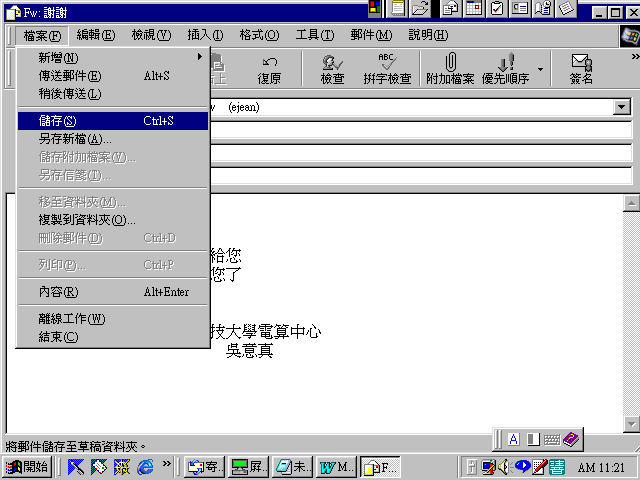 Fw: 謝謝
檔案(F) 編輯(E) 檢視(V) 插入(I) 格式(O) 工具(T) 郵件(M) 說明(H)
新增(N)
傳送郵件(E) Alt+S
稍後傳送(L)
儲存(S) Ctrl+S
另存新檔(A)...
儲存附加檔案(V)...
另存信箋(T)...
移至資料夾(M)...
複製到資料夾(O)...
刪除郵件(D) Ctrl+D
列印(P)... Ctrl+P
內容(R) Alt+Enter
離線工作(W)
結束(C)
上 復原 檢查 拼字檢查 附加檔案 優先順序 簽名
(ejean)
給您
您了
技大學電算中心
吳意真
將郵件儲存至草稿資料夾。
A
開始 寄.. 屏.. 未.. M.. F... AM 11:21